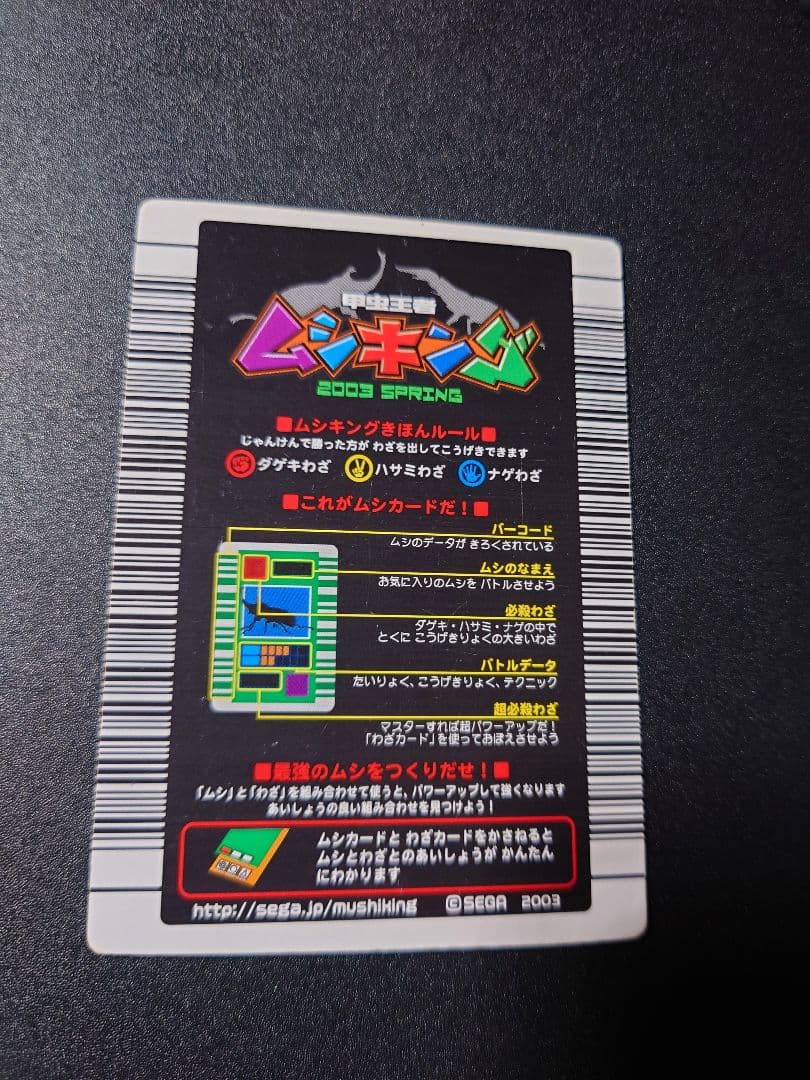 甲虫王者
ムシキング
2003 SPRING
■ムシキングきほんルール■
じゃんけんで勝った方が わざを出してこうげきできます
ダゲキわざ ハサミわざ ナゲわざ
■これがムシカードだ！■
バーコード
ムシのデータが きろくされている
ムシのなまえ
お気に入りのムシを バトルさせよう
必殺わざ
ダゲキ・ハサミ・ナゲの中で
とくに こうげきりょくの大きいわざ
バトルデータ
たいりょく、こうげきりょく、テクニック
超必殺わざ
マスターすれば超パワーアップだ！
「わざカード」を使っておぼえさせよう
■最強のムシをつくりだせ！■
「ムシ」と「わざ」を組み合わせて使うと、パワーアップして強くなります
あいしょうの良い組み合わせを見つけよう！
ムシカードと わざカードをかさねると
ムシとわざとのあいしょうが かんたん
にわかります
http://sega.jp/mushiking ©SEGA 2003